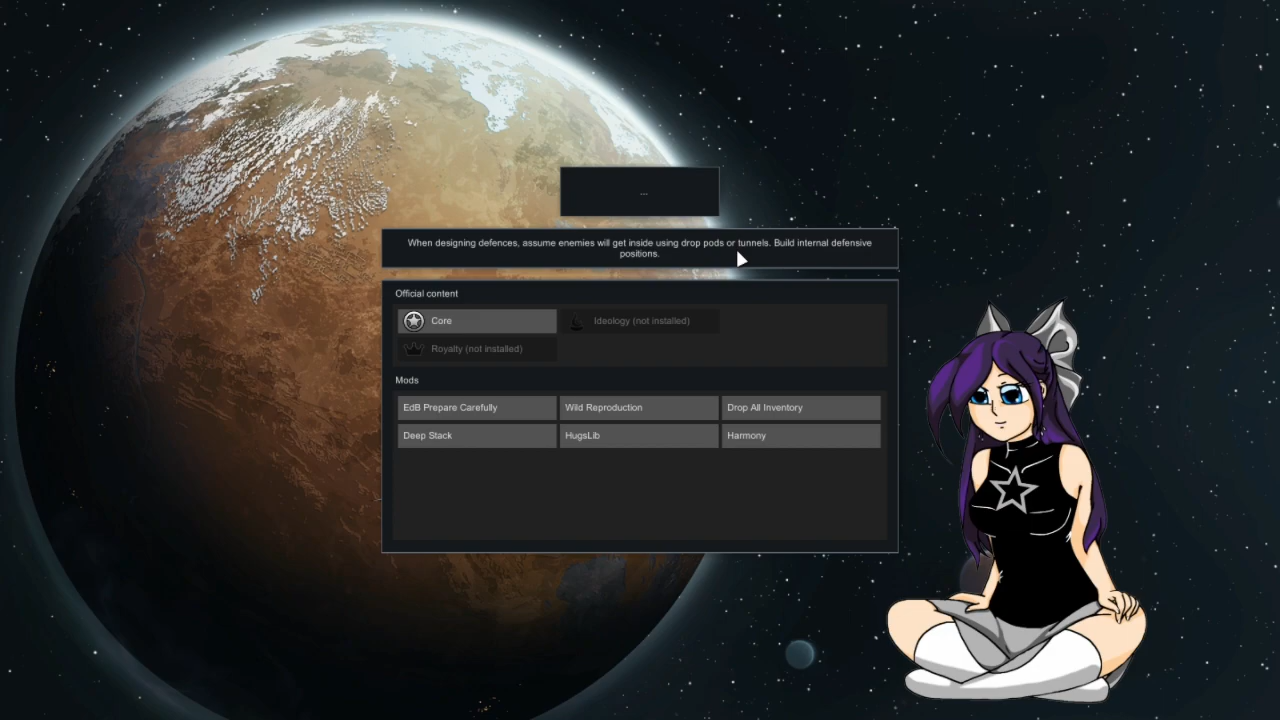 ...
When designing defences, assume enemies will get inside using drop pods or tunnels. Build internal defensive
positions.
Official content
Core
Ideology (not installed)
Royalty (not installed)
Mods
EdB Prepare Carefully
Wild Reproduction
Drop All Inventory
Deep Stack
HugsLib
Harmony